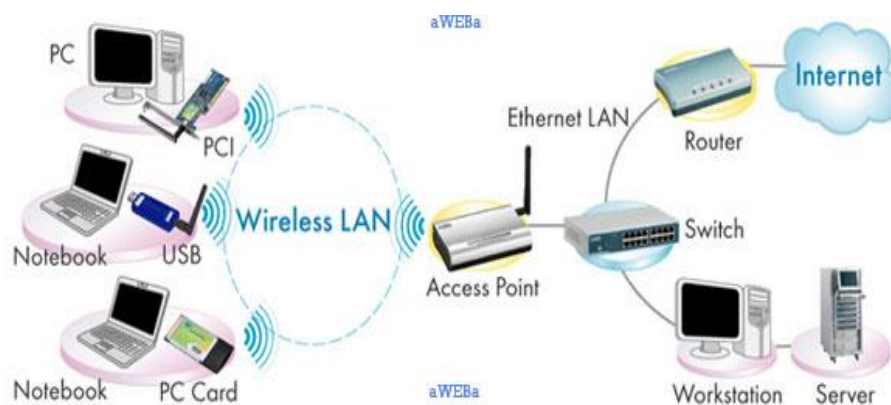 aWEBa
PC
PCI
Ethernet LAN
Router
Internet
Wireless LAN
Notebook
USB
Access Point
Switch
Notebook
PC Card
aWEBa
Workstation
Server